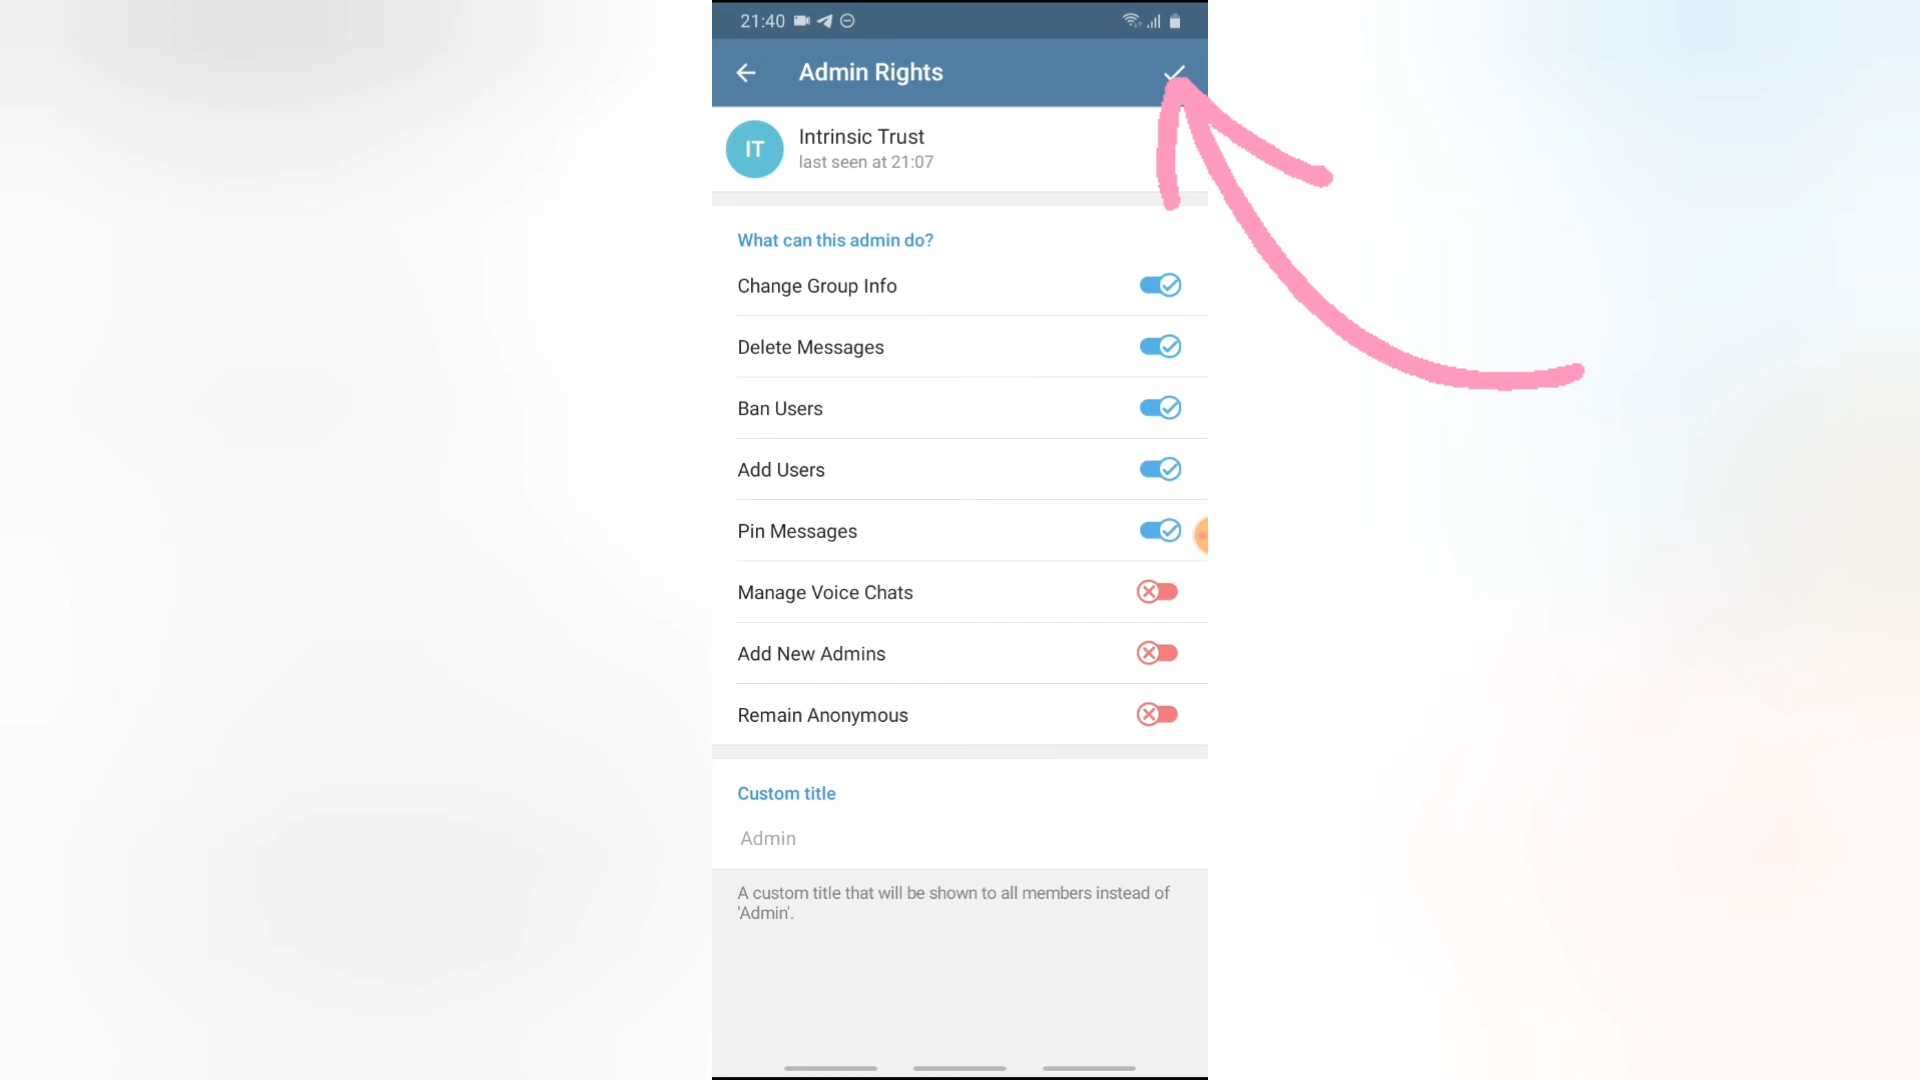 21:40
Admin Rights
IT
Intrinsic Trust
last seen at 21:07
What can this admin do?
Change Group Info
Delete Messages
Ban Users
Add Users
Pin Messages
Manage Voice Chats
Add New Admins
Remain Anonymous
Custom title
Admin
A custom title that will be shown to all members instead of
'Admin'.